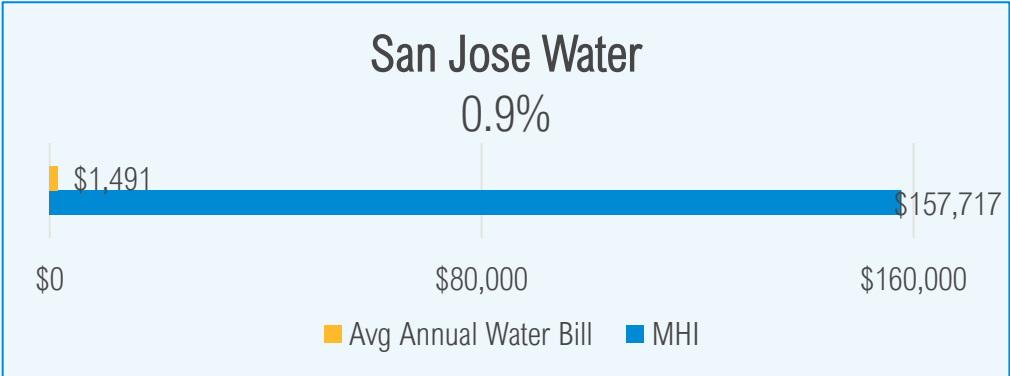 San Jose Water
0.9%
$1,491
$157,717
$0 $80,000 $160,000
Avg Annual Water Bill MHI